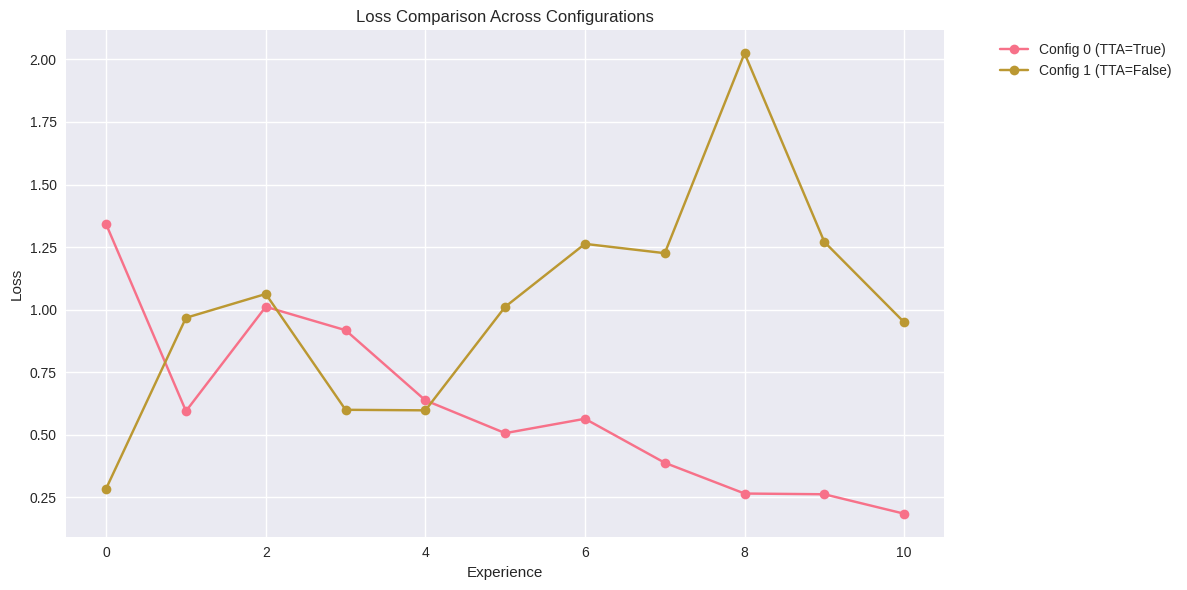 Loss Comparison Across Configurations
Config 0 (TTA=True)
Config 1 (TTA=False)
2.00
1.75
1.50
1.25
1.00
0.75
0.50
0.25
Loss
0 2 4 6 8 10
Experience